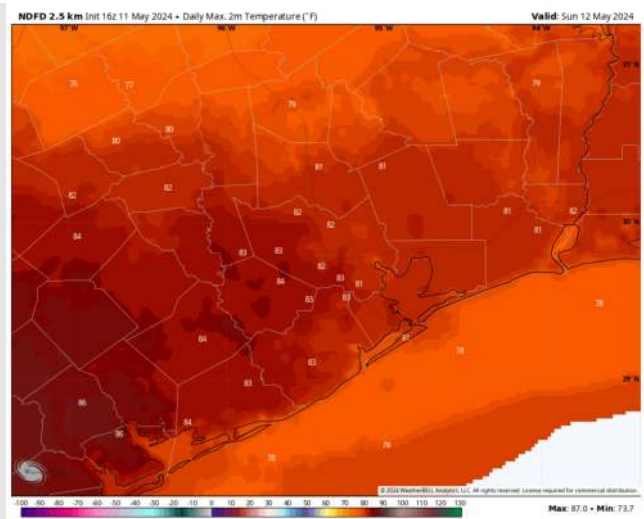 NDFD 2.5 km Init 16z 11 May 2024 • Daily Max. 2m Temperature (°F) Valid: Sun 12 May 2024
97°W 96°W 95°W 94°W
31°N
76 77 79 79
80 80
81 81
82 82
82 81 82
84 82 81 30°N
83 83 82
84 83 81
83 83
78
84 82 78
83
83 29°N
86
86 84
78 78
© 2024 WeatherBELL Analytics, LLC. All rights reserved. License required for commercial distribution.
-100 -90 -80 -70 -60 -50 -40 -30 -20 -10 0 10 20 30 40 50 60 70 80 90 100 110 120 130
Max: 87.0 • Min: 73.7